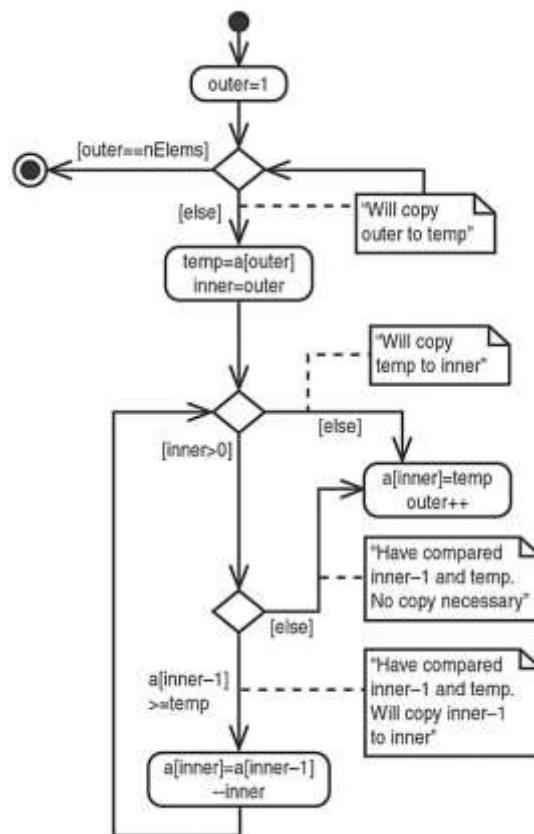 outer=1
[outer==nElems]
[else]
"Will copy
outer to temp"
temp=a[outer]
inner=outer
"Will copy
temp to inner"
[else]
[inner>0]
a[inner]=temp
outer++
"Have compared
inner–1 and temp.
No copy necessary"
[else]
a[inner–1]
>=temp
"Have compared
inner–1 and temp.
Will copy inner–1
to inner"
a[inner]=a[inner–1]
--inner